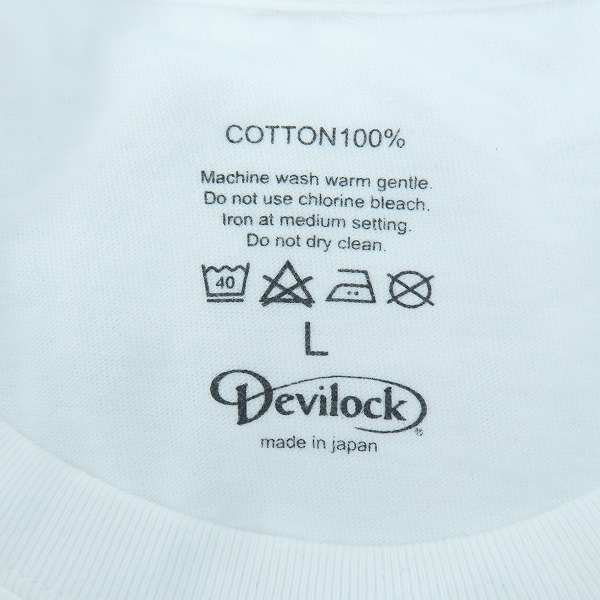 COTTON100%
Machine wash warm gentle.
Do not use chlorine bleach.
Iron at medium setting.
Do not dry clean.
40
L
Devilock®
made in japan